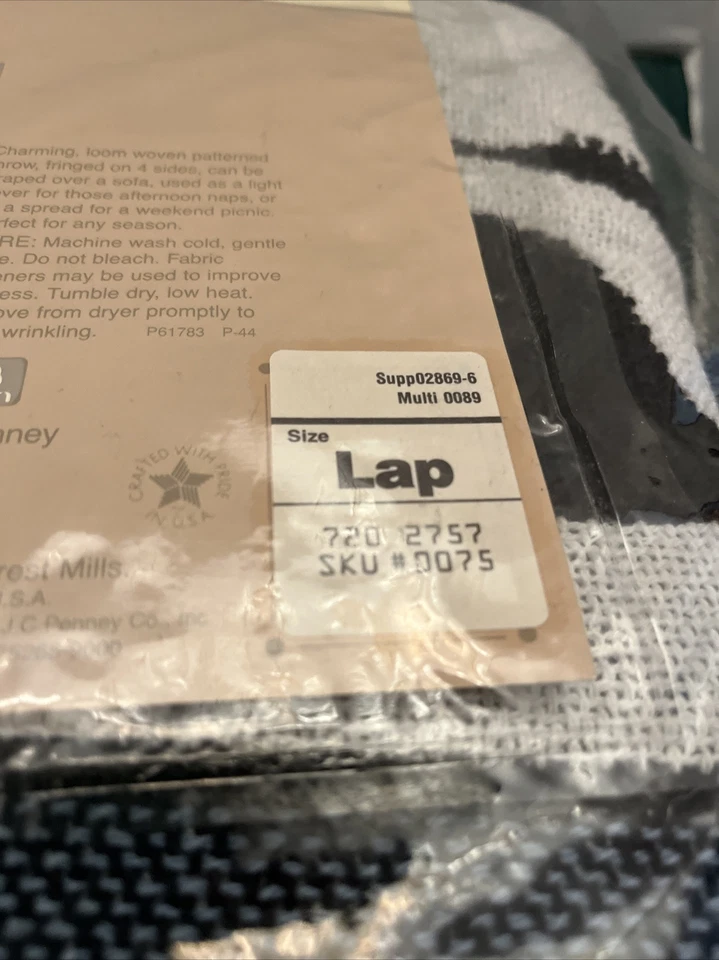 Charming, loom woven patterned
hrow, fringed on 4 sides, can be
raped over a sofa, used as a light
ver for those afternoon naps, or
a spread for a weekend picnic.
rfect for any season.
RE: Machine wash cold, gentle
e. Do not bleach. Fabric
eners may be used to improve
ess. Tumble dry, low heat.
ove from dryer promptly to
wrinkling. P61783 P-44
nney
CRAFTED WITH PRIDE
IN U.S.A.
rest Mills.
.S.A.
J C Penney Co., Inc.
Supp02869-6
Multi 0089
Size
Lap
720 2757
SKU #0075